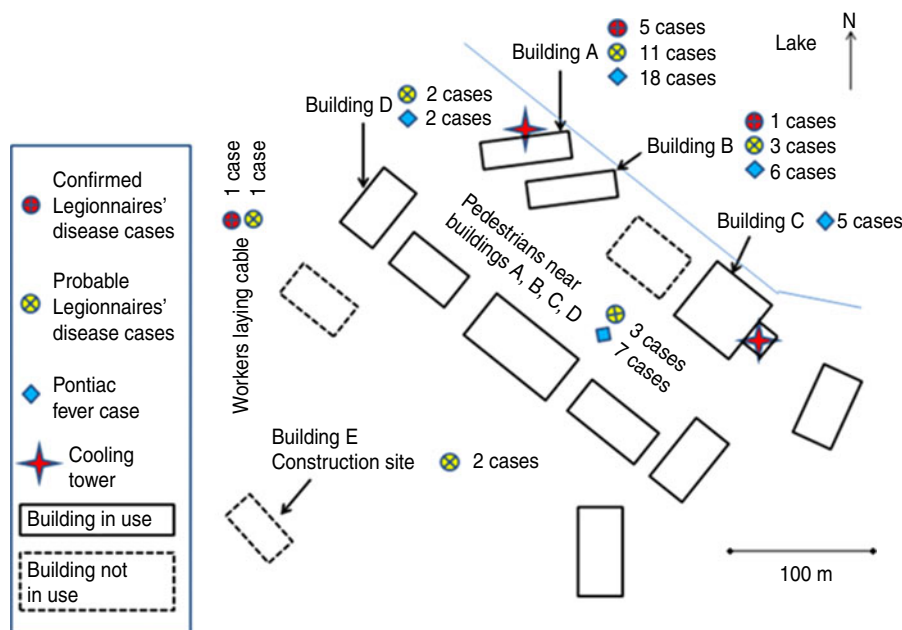 5 cases
11 cases
18 cases
Building A
Lake
N
Building D
2 cases
2 cases
Building B
1 cases
3 cases
6 cases
1 case
1 case
Workers laying cable
Building C
5 cases
Pedestrians near
buildings A, B, C, D
3 cases
7 cases
Building E
Construction site
2 cases
100 m
Confirmed
Legionnaires'
disease cases
Probable
Legionnaires'
disease cases
Pontiac
fever case
Cooling
tower
Building in use
Building not
in use